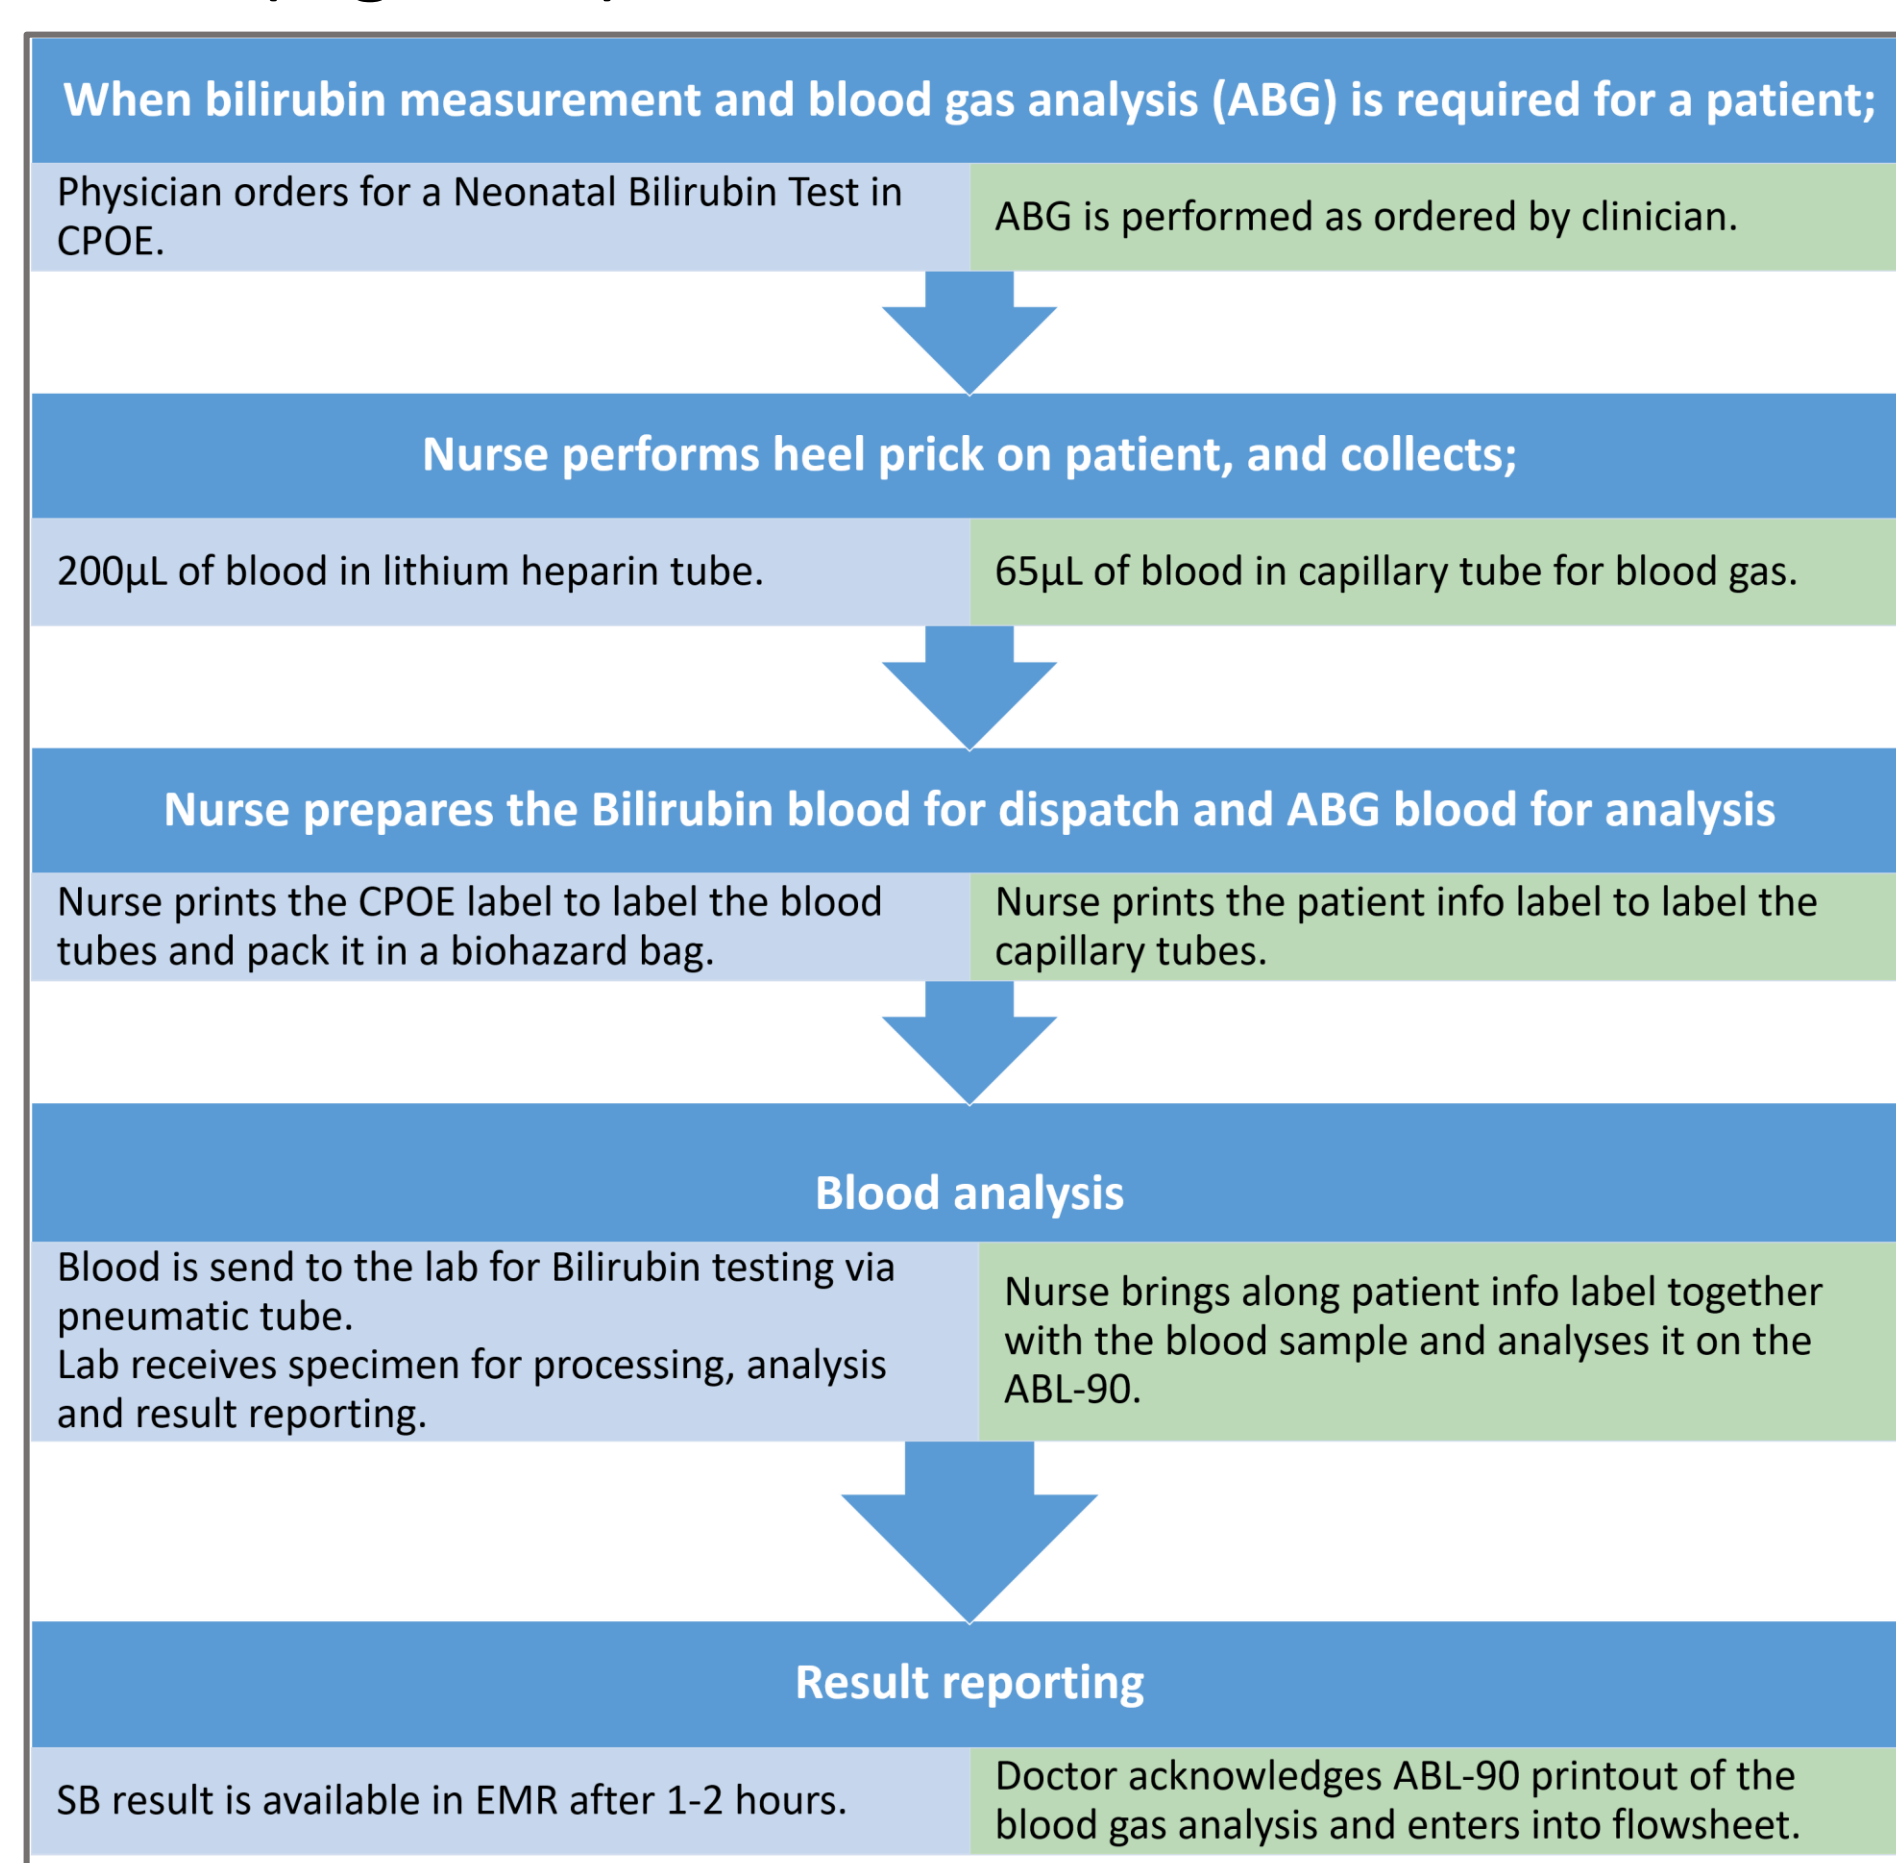 When bilirubin measurement and blood gas analysis (ABG) is required for a patient;
Physician orders for a Neonatal Bilirubin Test in
CPOE.
ABG is performed as ordered by clinician.
Nurse performs heel prick on patient, and collects;
200µL of blood in lithium heparin tube.
65µL of blood in capillary tube for blood gas.
Nurse prepares the Bilirubin blood for dispatch and ABG blood for analysis
Nurse prints the CPOE label to label the blood
tubes and pack it in a biohazard bag.
Nurse prints the patient info label to label the
capillary tubes.
Blood analysis
Blood is send to the lab for Bilirubin testing via
pneumatic tube.
Lab receives specimen for processing, analysis
and result reporting.
Nurse brings along patient info label together
with the blood sample and analyses it on the
ABL-90.
Result reporting
SB result is available in EMR after 1-2 hours.
Doctor acknowledges ABL-90 printout of the
blood gas analysis and enters into flowsheet.